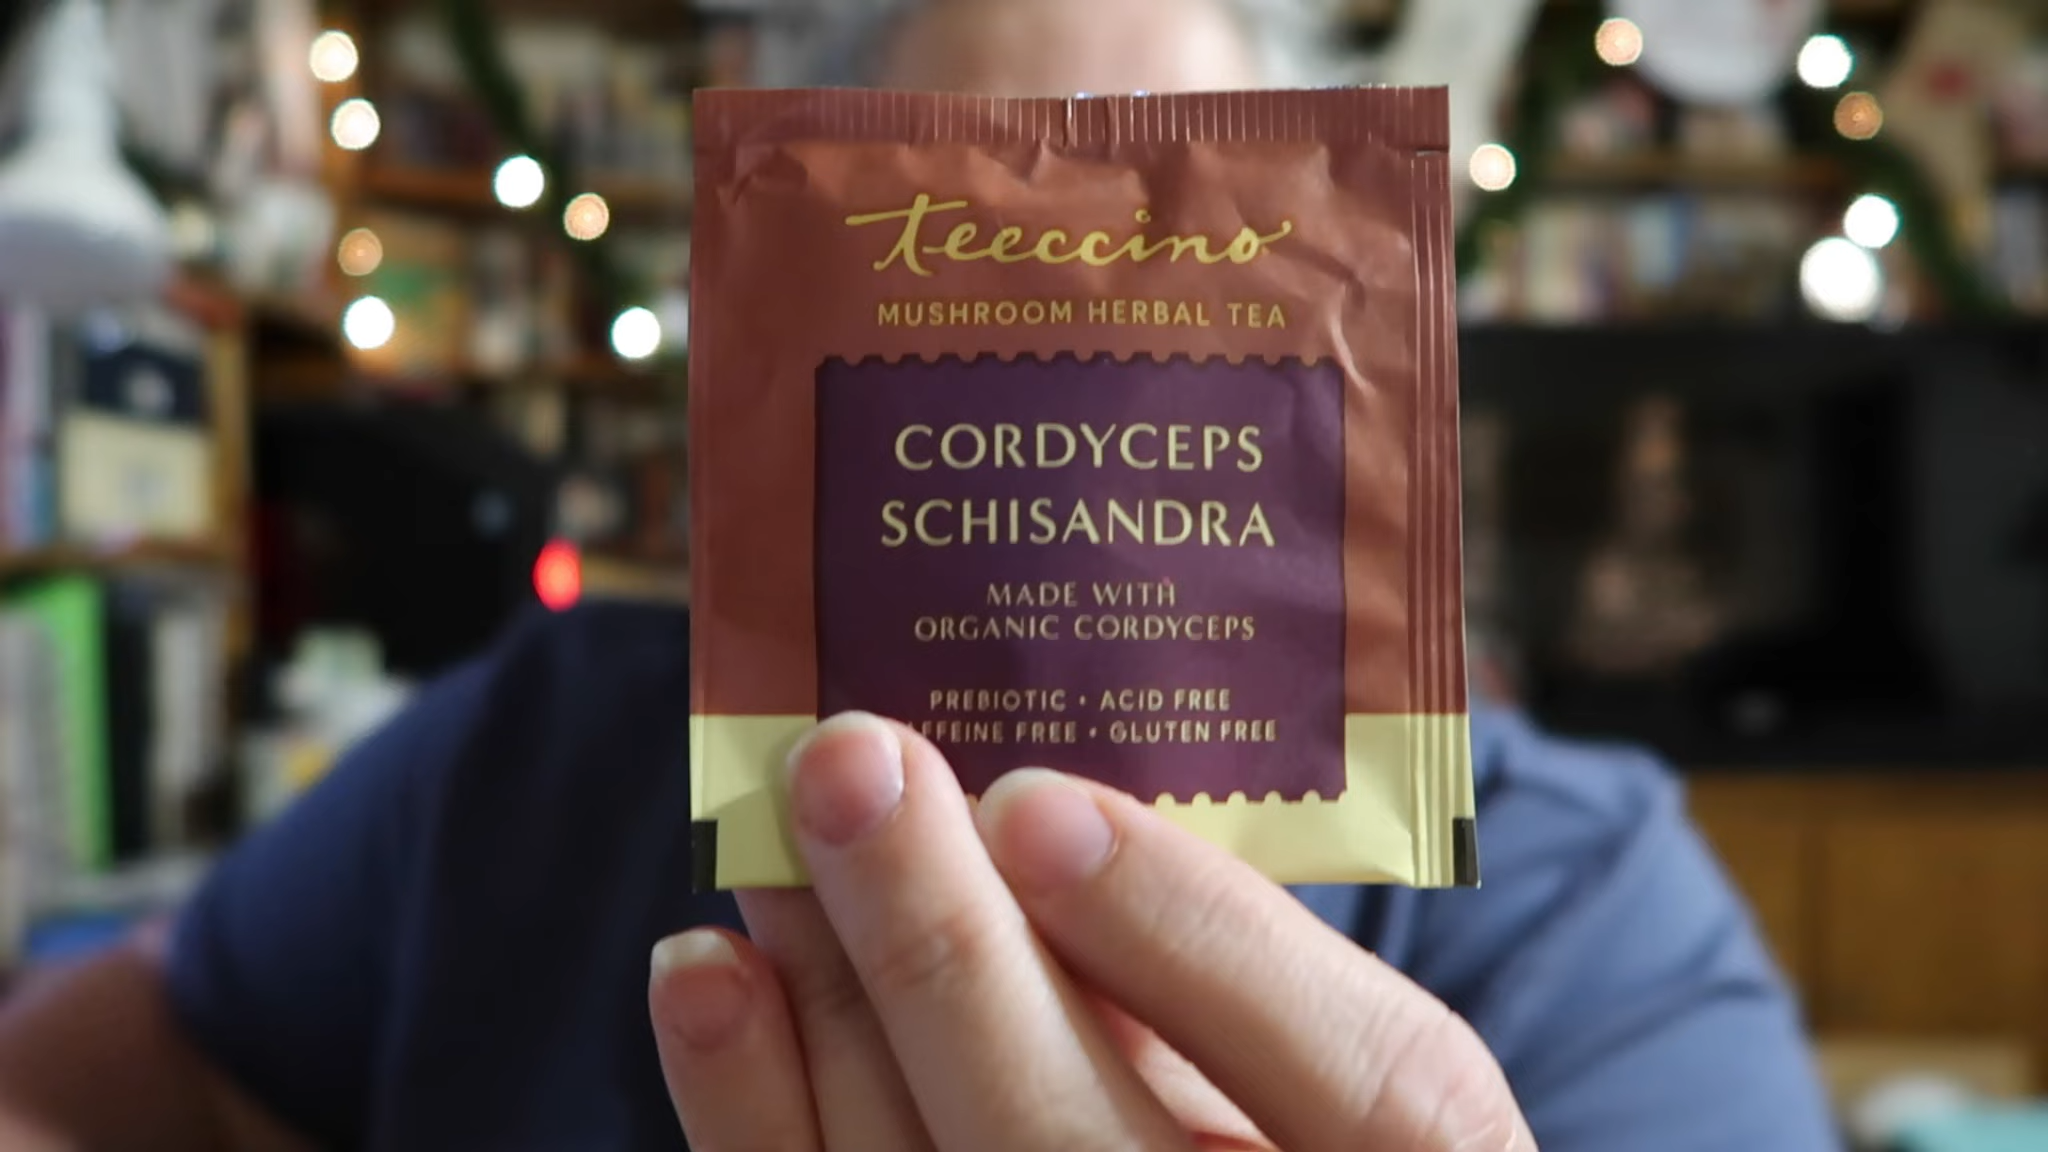 teeccino
MUSHROOM HERBAL TEA
CORDYCEPS
SCHISANDRA
MADE WITH
ORGANIC CORDYCEPS
PREBIOTIC • ACID FREE
AFFEINE FREE • GLUTEN FREE